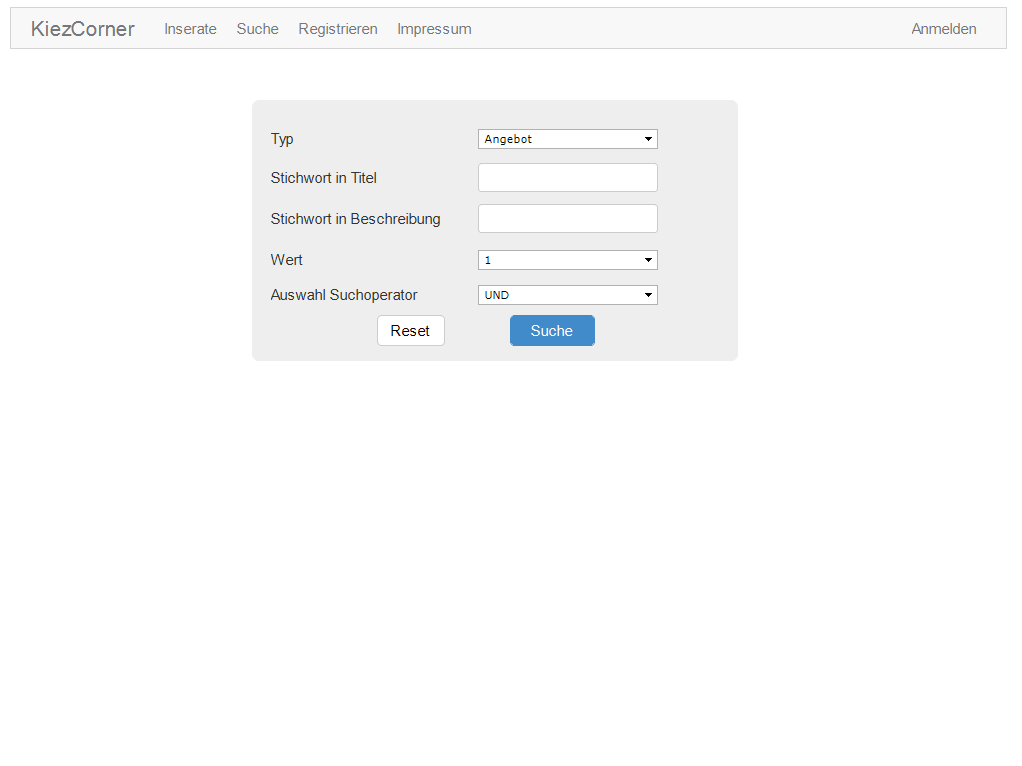 KiezCorner Inserate Suche Registrieren Impressum Anmelden
Typ Angebot
Stichwort in Titel
Stichwort in Beschreibung
Wert 1
Auswahl Suchoperator UND
Reset Suche